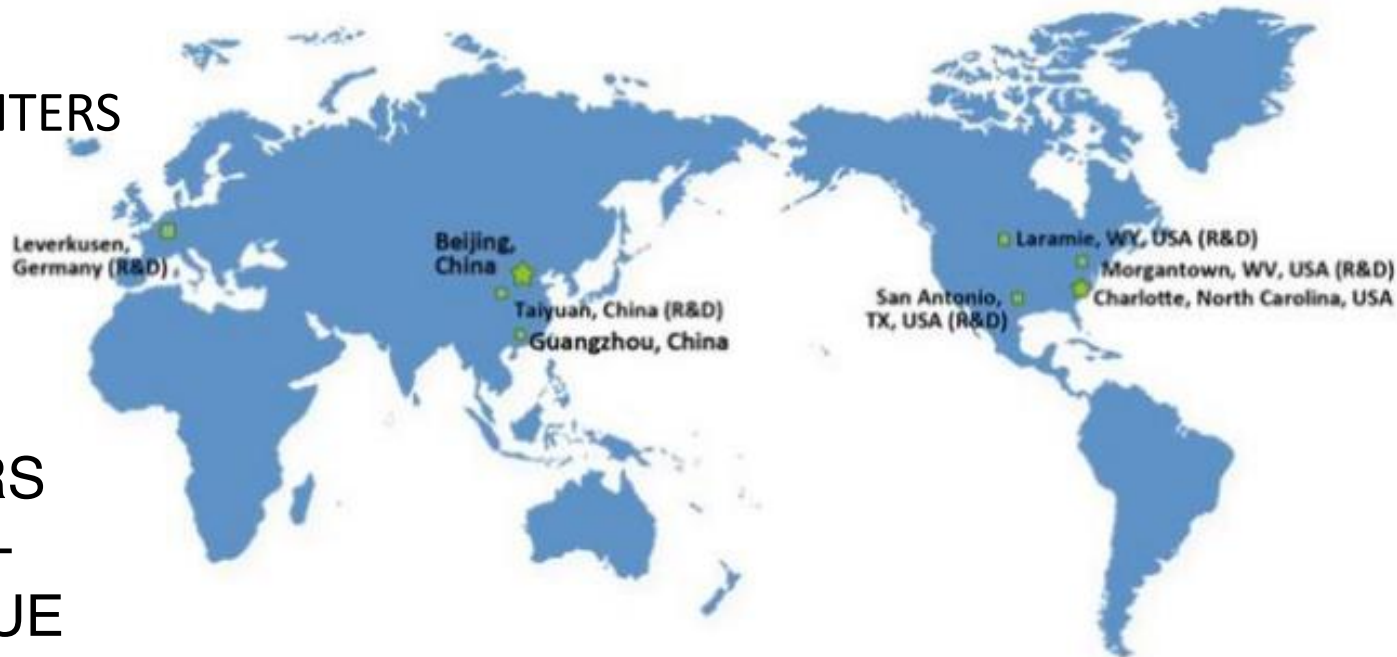 NTERS
Leverkusen,
Germany (R&D)
Beijing,
China
Taiyuan, China (R&D)
Guangzhou, China
Laramie, WY, USA (R&D)
Morgantown, WV, USA (R&D)
San Antonio,
TX, USA (R&D)
Charlotte, North Carolina, USA
RS
-
UE